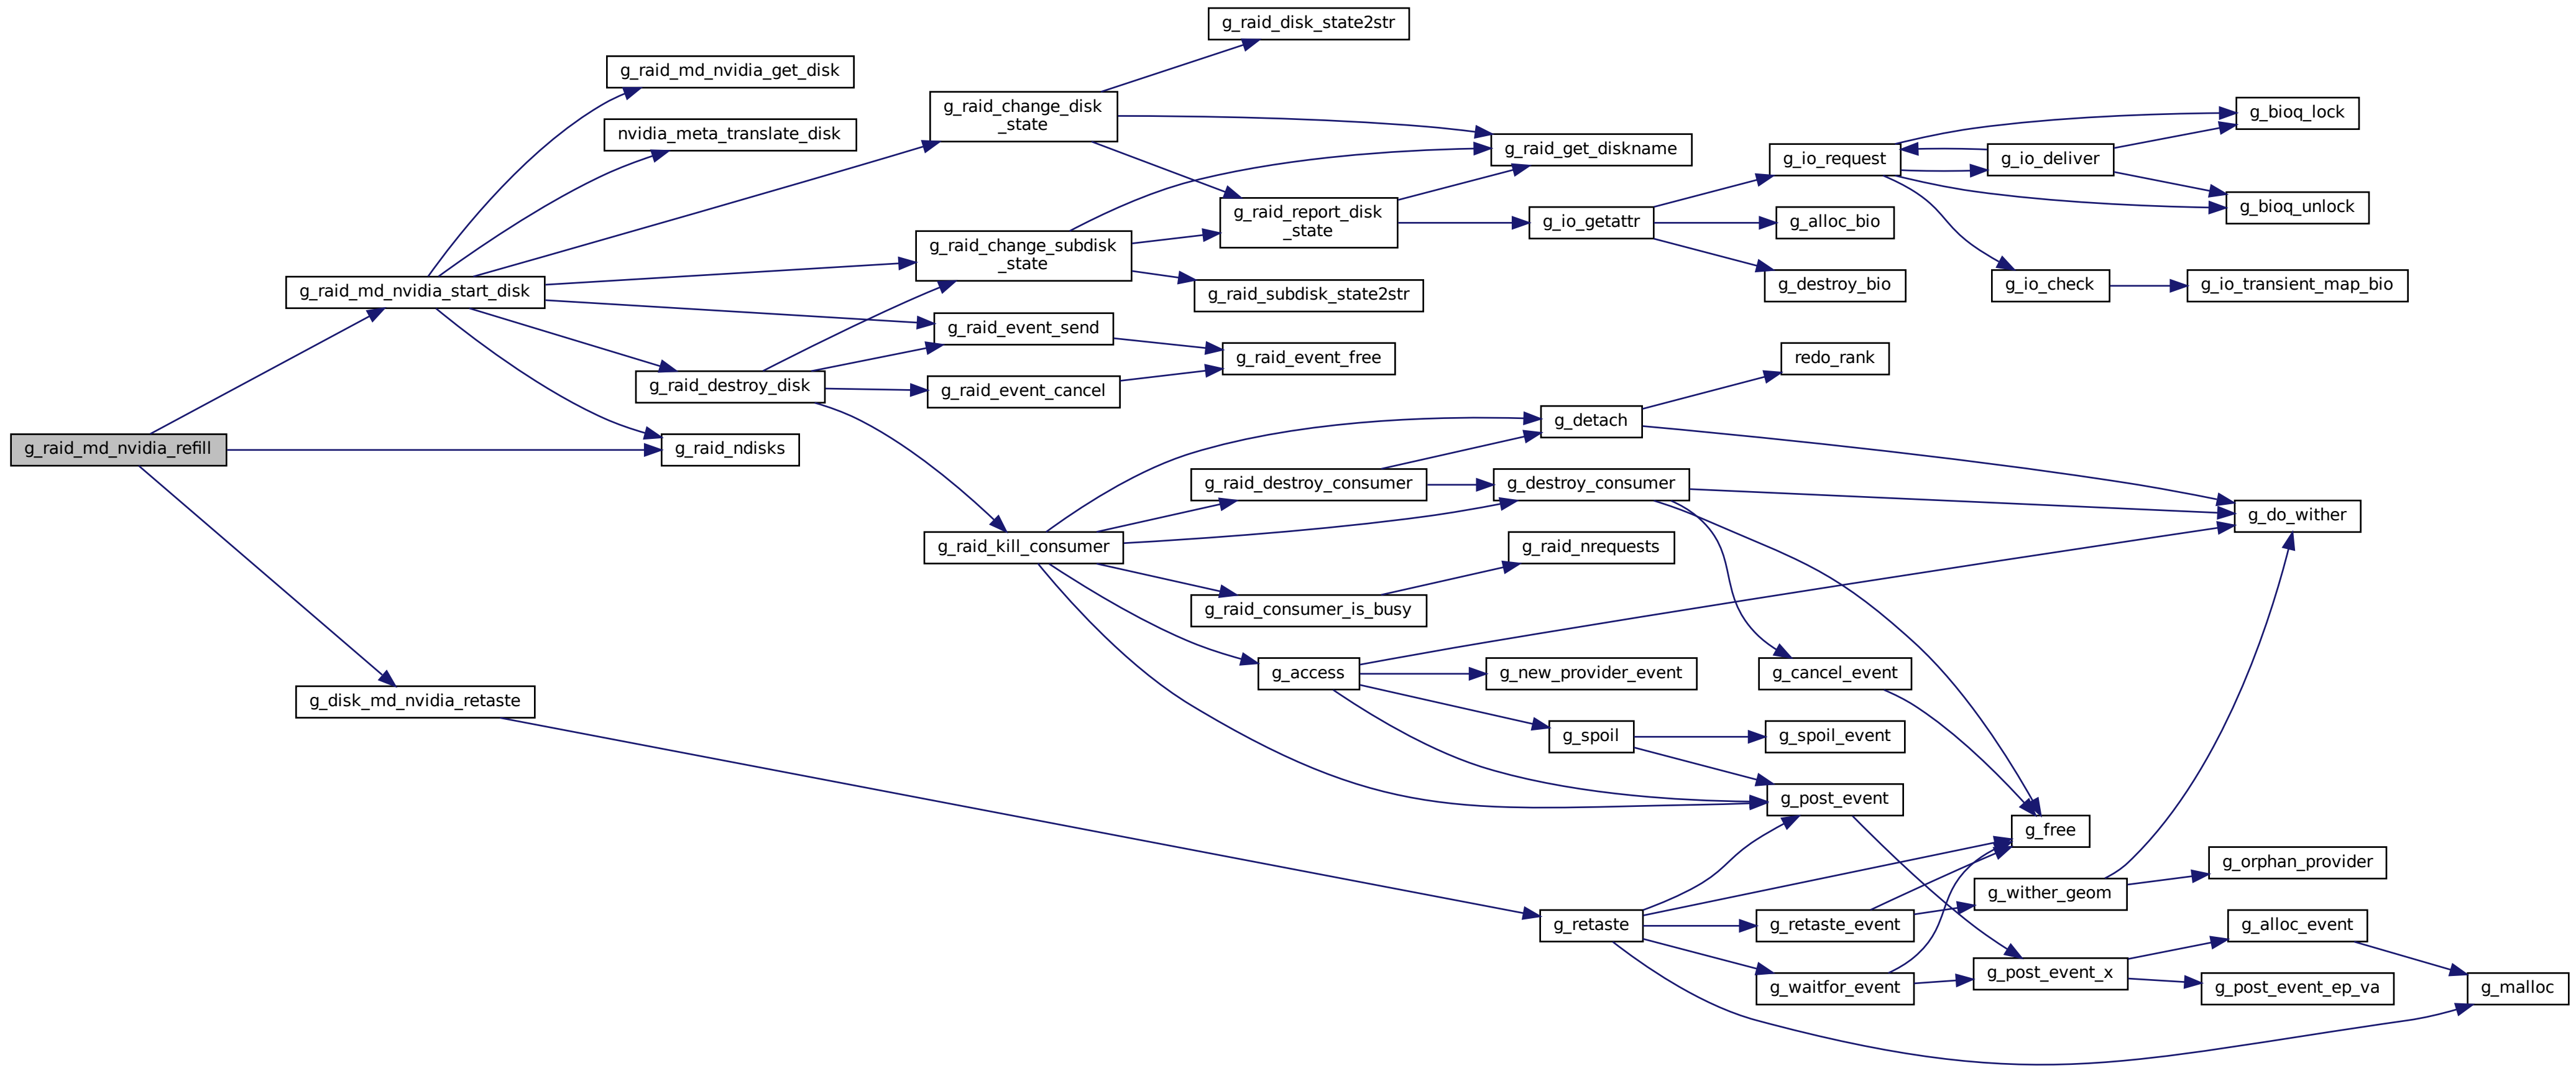 g_raid_disk_state2str
g_raid_md_nvidia_get_disk
g_raid_change_disk
_state
g_bioq_lock
nvidia_meta_translate_disk
g_raid_get_diskname
g_io_request
g_io_deliver
g_raid_report_disk
_state
g_io_getattr
g_alloc_bio
g_bioq_unlock
g_raid_change_subdisk
_state
g_raid_md_nvidia_start_disk
g_raid_subdisk_state2str
g_destroy_bio
g_io_check
g_io_transient_map_bio
g_raid_event_send
g_raid_event_free
redo_rank
g_raid_destroy_disk
g_raid_event_cancel
g_detach
g_raid_md_nvidia_refill
g_raid_ndisks
g_raid_destroy_consumer
g_destroy_consumer
g_do_wither
g_raid_kill_consumer
g_raid_nrequests
g_raid_consumer_is_busy
g_access
g_new_provider_event
g_cancel_event
g_disk_md_nvidia_retaste
g_spoil
g_spoil_event
g_post_event
g_free
g_orphan_provider
g_wither_geom
g_retaste
g_retaste_event
g_alloc_event
g_waitfor_event
g_post_event_x
g_post_event_ep_va
g_malloc